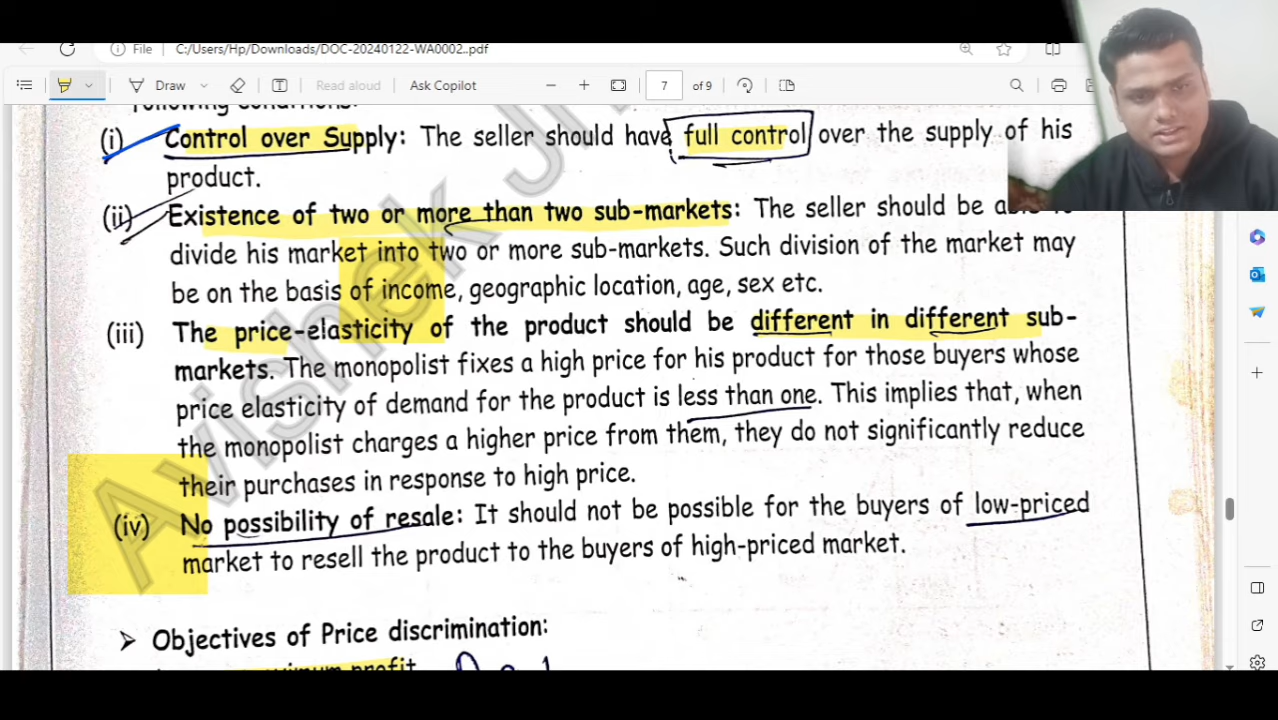 File
C:/Users/Hp/Downloads/DOC-20240122-WA0002..pdf
Draw
Read aloud
Ask Copilot
7
of 9
following conditions:
(i) Control over Supply: The seller should have full control over the supply of his
product.
(ii) Existence of two or more than two sub-markets: The seller should be able to
divide his market into two or more sub-markets. Such division of the market may
be on the basis of income, geographic location, age, sex etc.
(iii) The price-elasticity of the product should be different in different sub-
markets. The monopolist fixes a high price for his product for those buyers whose
price elasticity of demand for the product is less than one. This implies that, when
the monopolist charges a higher price from them, they do not significantly reduce
their purchases in response to high price.
(iv) No possibility of resale: It should not be possible for the buyers of low-priced
market to resell the product to the buyers of high-priced market.
➢ Objectives of Price discrimination:
profit
Avishek